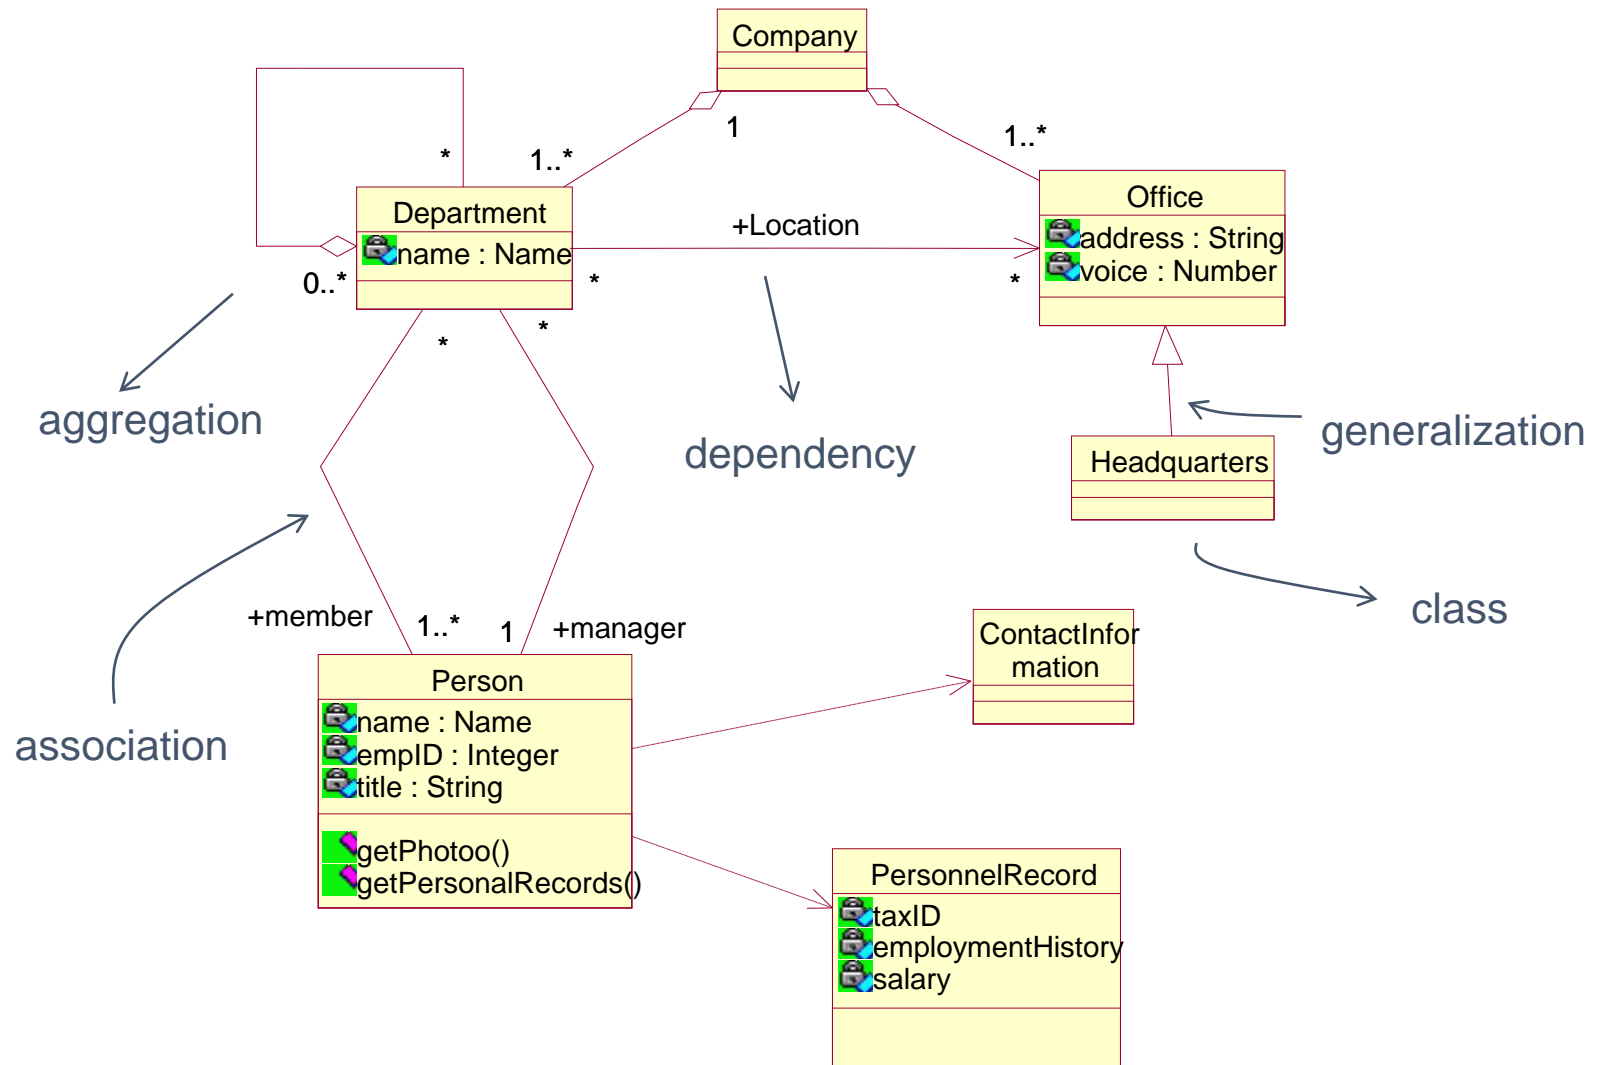 Company
1
1..*
1..*
*
Department
name : Name
0..*
*
+Location
*
Office
address : String
voice : Number
*
*
aggregation
dependency
generalization
Headquarters
class
association
+member
1..*
1
+manager
Person
name : Name
empID : Integer
title : String
getPhotoo()
getPersonalRecords()
ContactInfor
mation
PersonnelRecord
taxID
employmentHistory
salary